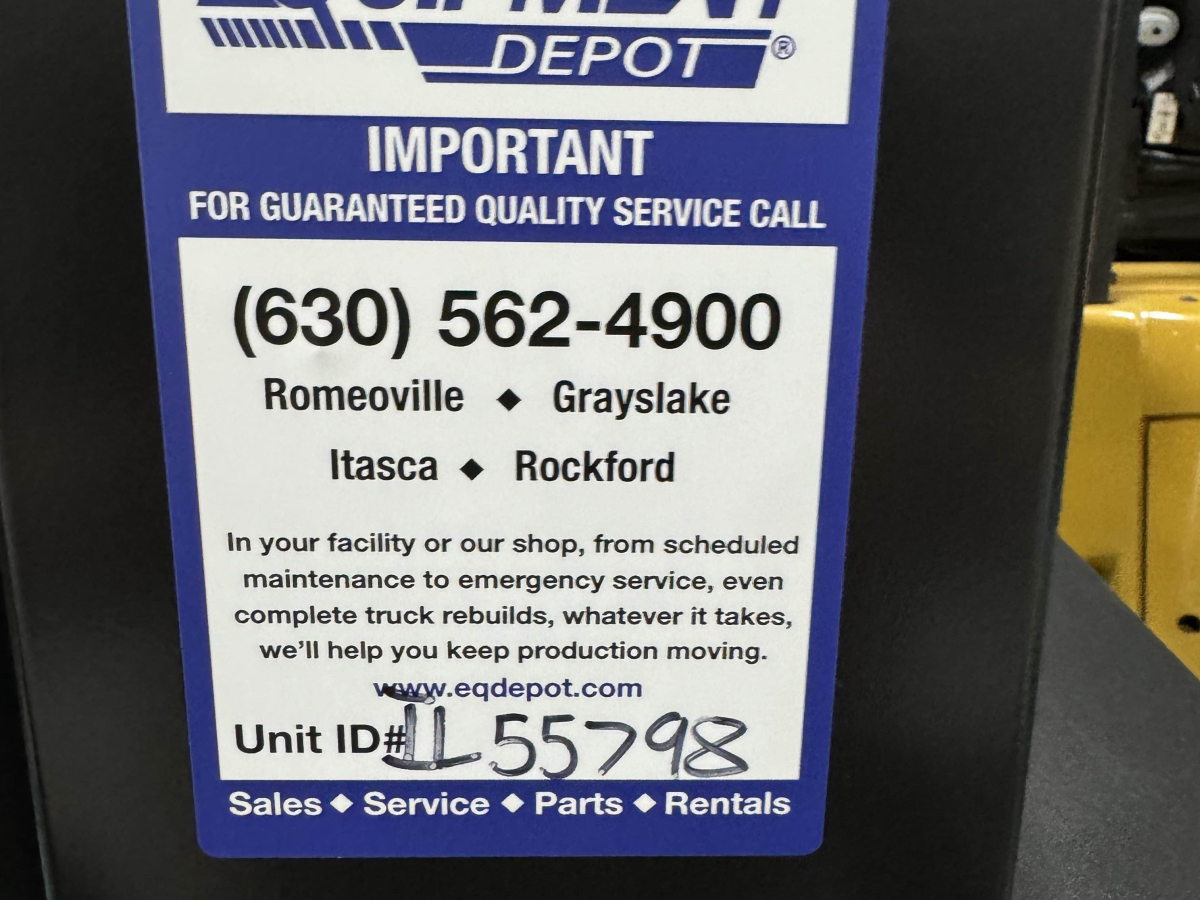 EQUIPMENT
DEPOT®
IMPORTANT
FOR GUARANTEED QUALITY SERVICE CALL
(630) 562-4900
Romeoville ◆ Grayslake
Itasca ◆ Rockford
In your facility or our shop, from scheduled
maintenance to emergency service, even
complete truck rebuilds, whatever it takes,
we'll help you keep production moving.
www.eqdepot.com
Unit ID# IL55798
Sales ◆ Service ◆ Parts ◆ Rentals